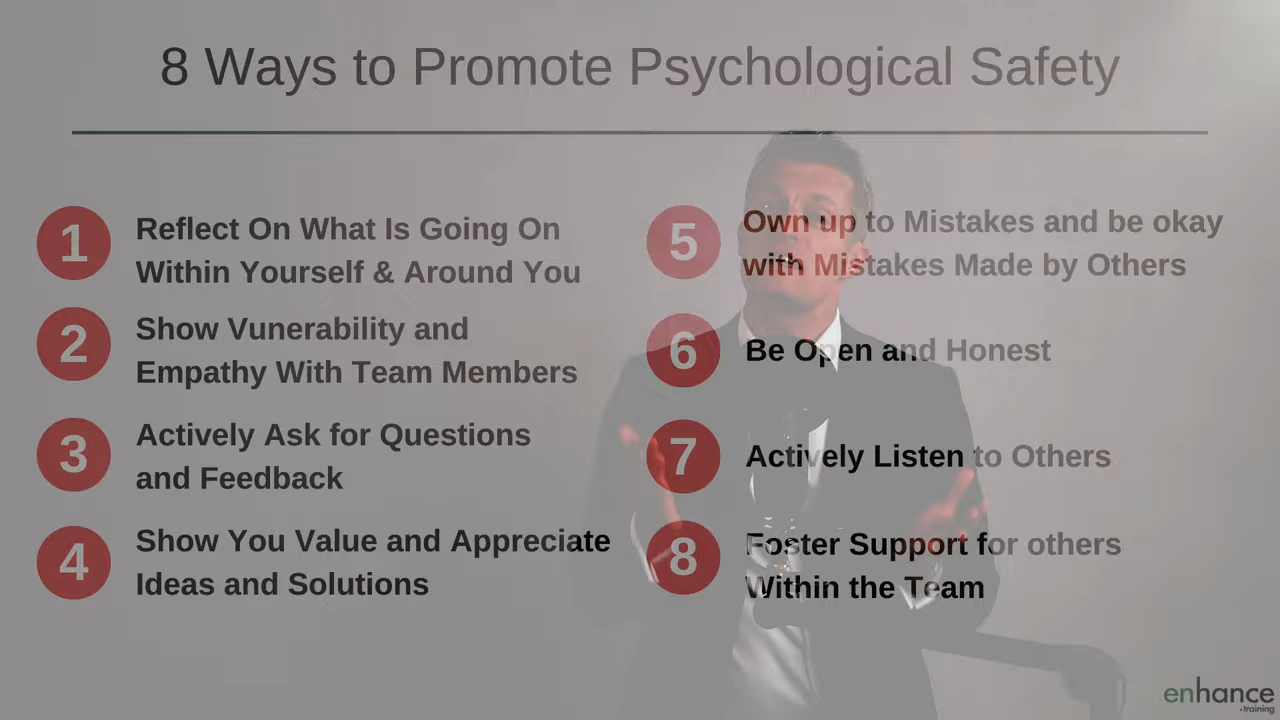 8 Ways to Promote Psychological Safety
1
Reflect On What Is Going On
Within Yourself & Around You
2
Show Vunerability and
Empathy With Team Members
3
Actively Ask for Questions
and Feedback
4
Show You Value and Appreciate
Ideas and Solutions
5
Own up to Mistakes and be okay
with Mistakes Made by Others
6
Be Open and Honest
7
Actively Listen to Others
8
Foster Support for others
Within the Team
enhance
.training